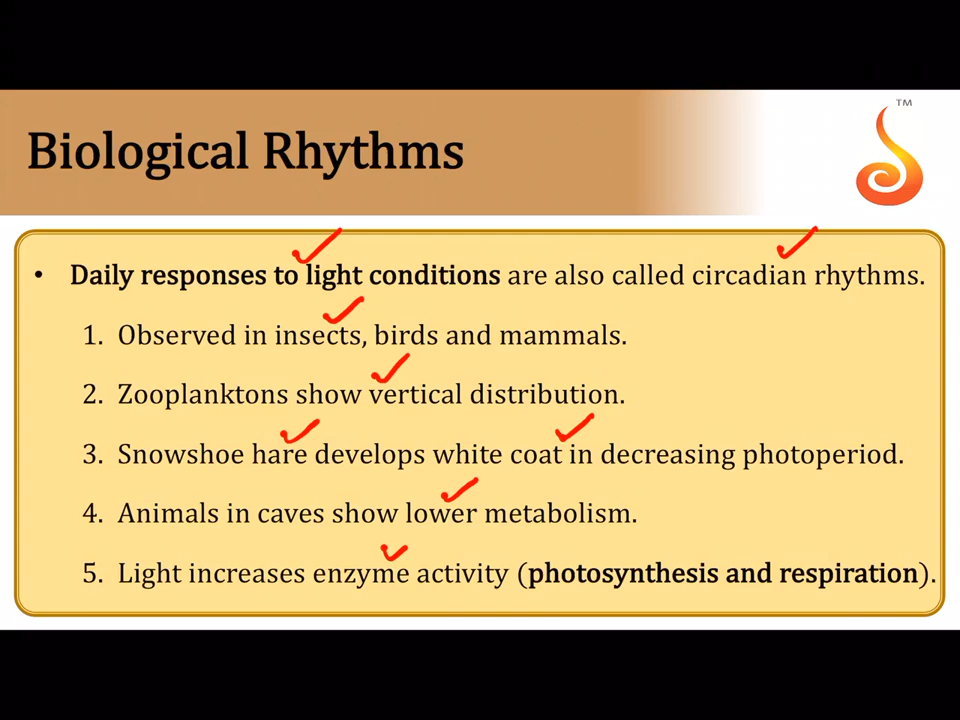 TM
Biological Rhythms
• Daily responses to light conditions are also called circadian rhythms.
1. Observed in insects, birds and mammals.
2. Zooplanktons show vertical distribution.
3. Snowshoe hare develops white coat in decreasing photoperiod.
4. Animals in caves show lower metabolism.
5. Light increases enzyme activity (photosynthesis and respiration).